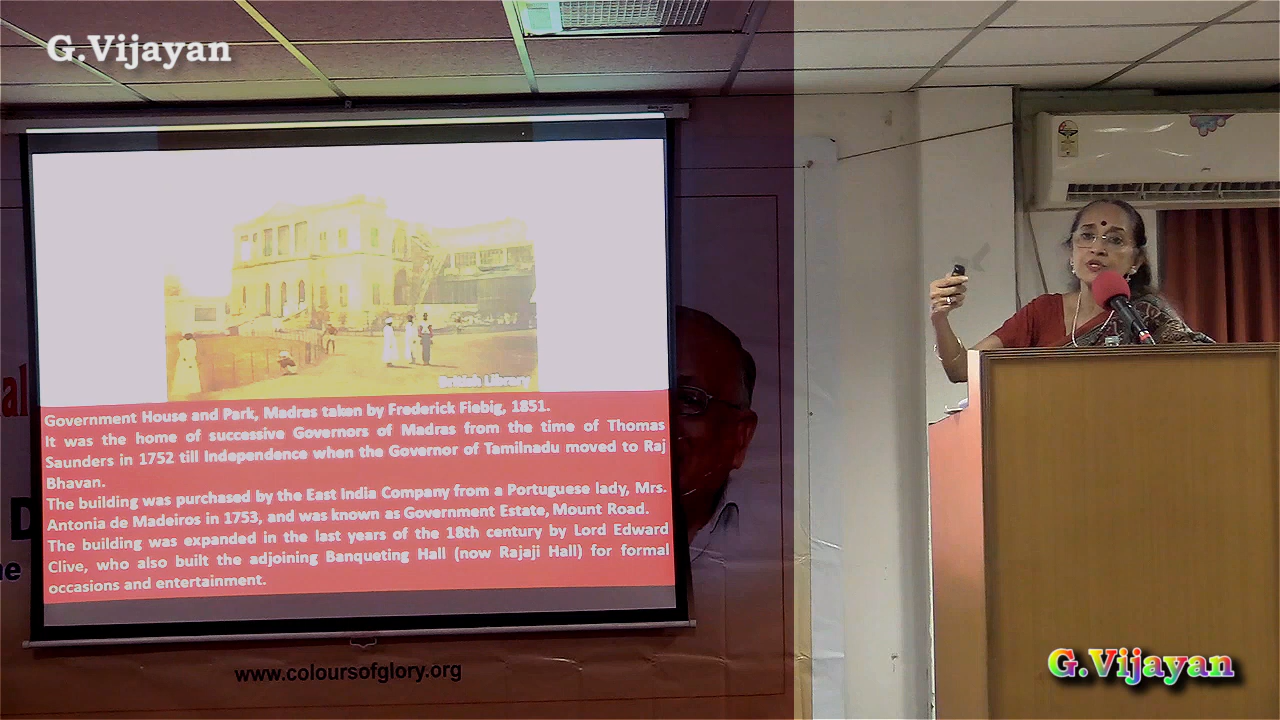 G.Vijayan
British Library
Government House and Park, Madras taken by Frederick Fiebig, 1851.
It was the home of successive Governors of Madras from the time of Thomas
Saunders in 1752 till Independence when the Governor of Tamilnadu moved to Raj
Bhavan.
The building was purchased by the East India Company from a Portuguese lady, Mrs.
Antonia de Madeiros in 1753, and was known as Government Estate, Mount Road.
The building was expanded in the last years of the 18th century by Lord Edward
Clive, who also built the adjoining Banqueting Hall (now Rajaji Hall) for formal
occasions and entertainment.
www.coloursofglory.org
G.Vijayan